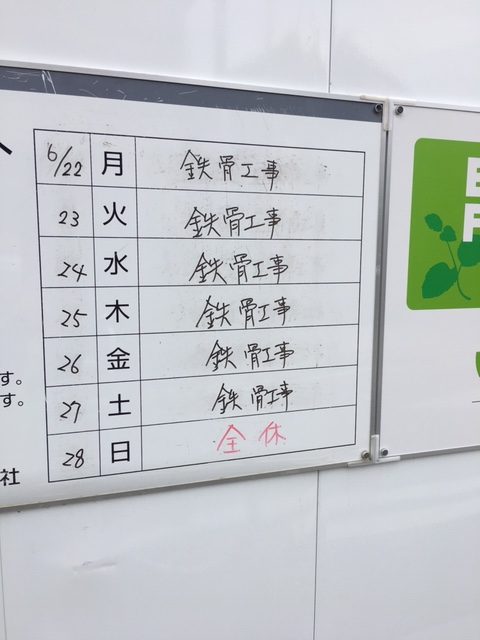 6/22 月 鉄骨工事
23 火 鉄骨工事
24 水 鉄骨工事
25 木 鉄骨工事
26 金 鉄骨工事
27 土 鉄骨工事
28 日 全休
す。
す。
社